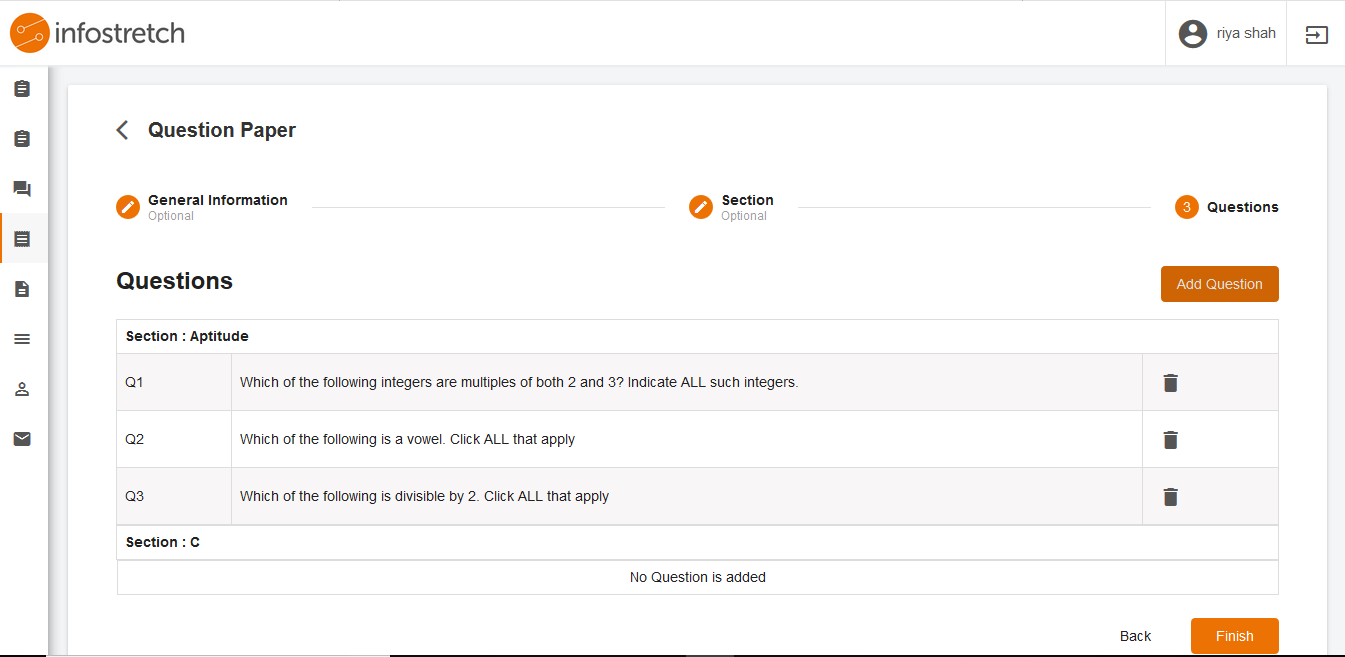 infostretch
riya shah
Question Paper
General Information
Optional
Section
Optional
3 Questions
Questions
Add Question
Section : Aptitude
Q1 Which of the following integers are multiples of both 2 and 3? Indicate ALL such integers.
Q2 Which of the following is a vowel. Click ALL that apply
Q3 Which of the following is divisible by 2. Click ALL that apply
Section : C
No Question is added
Back Finish